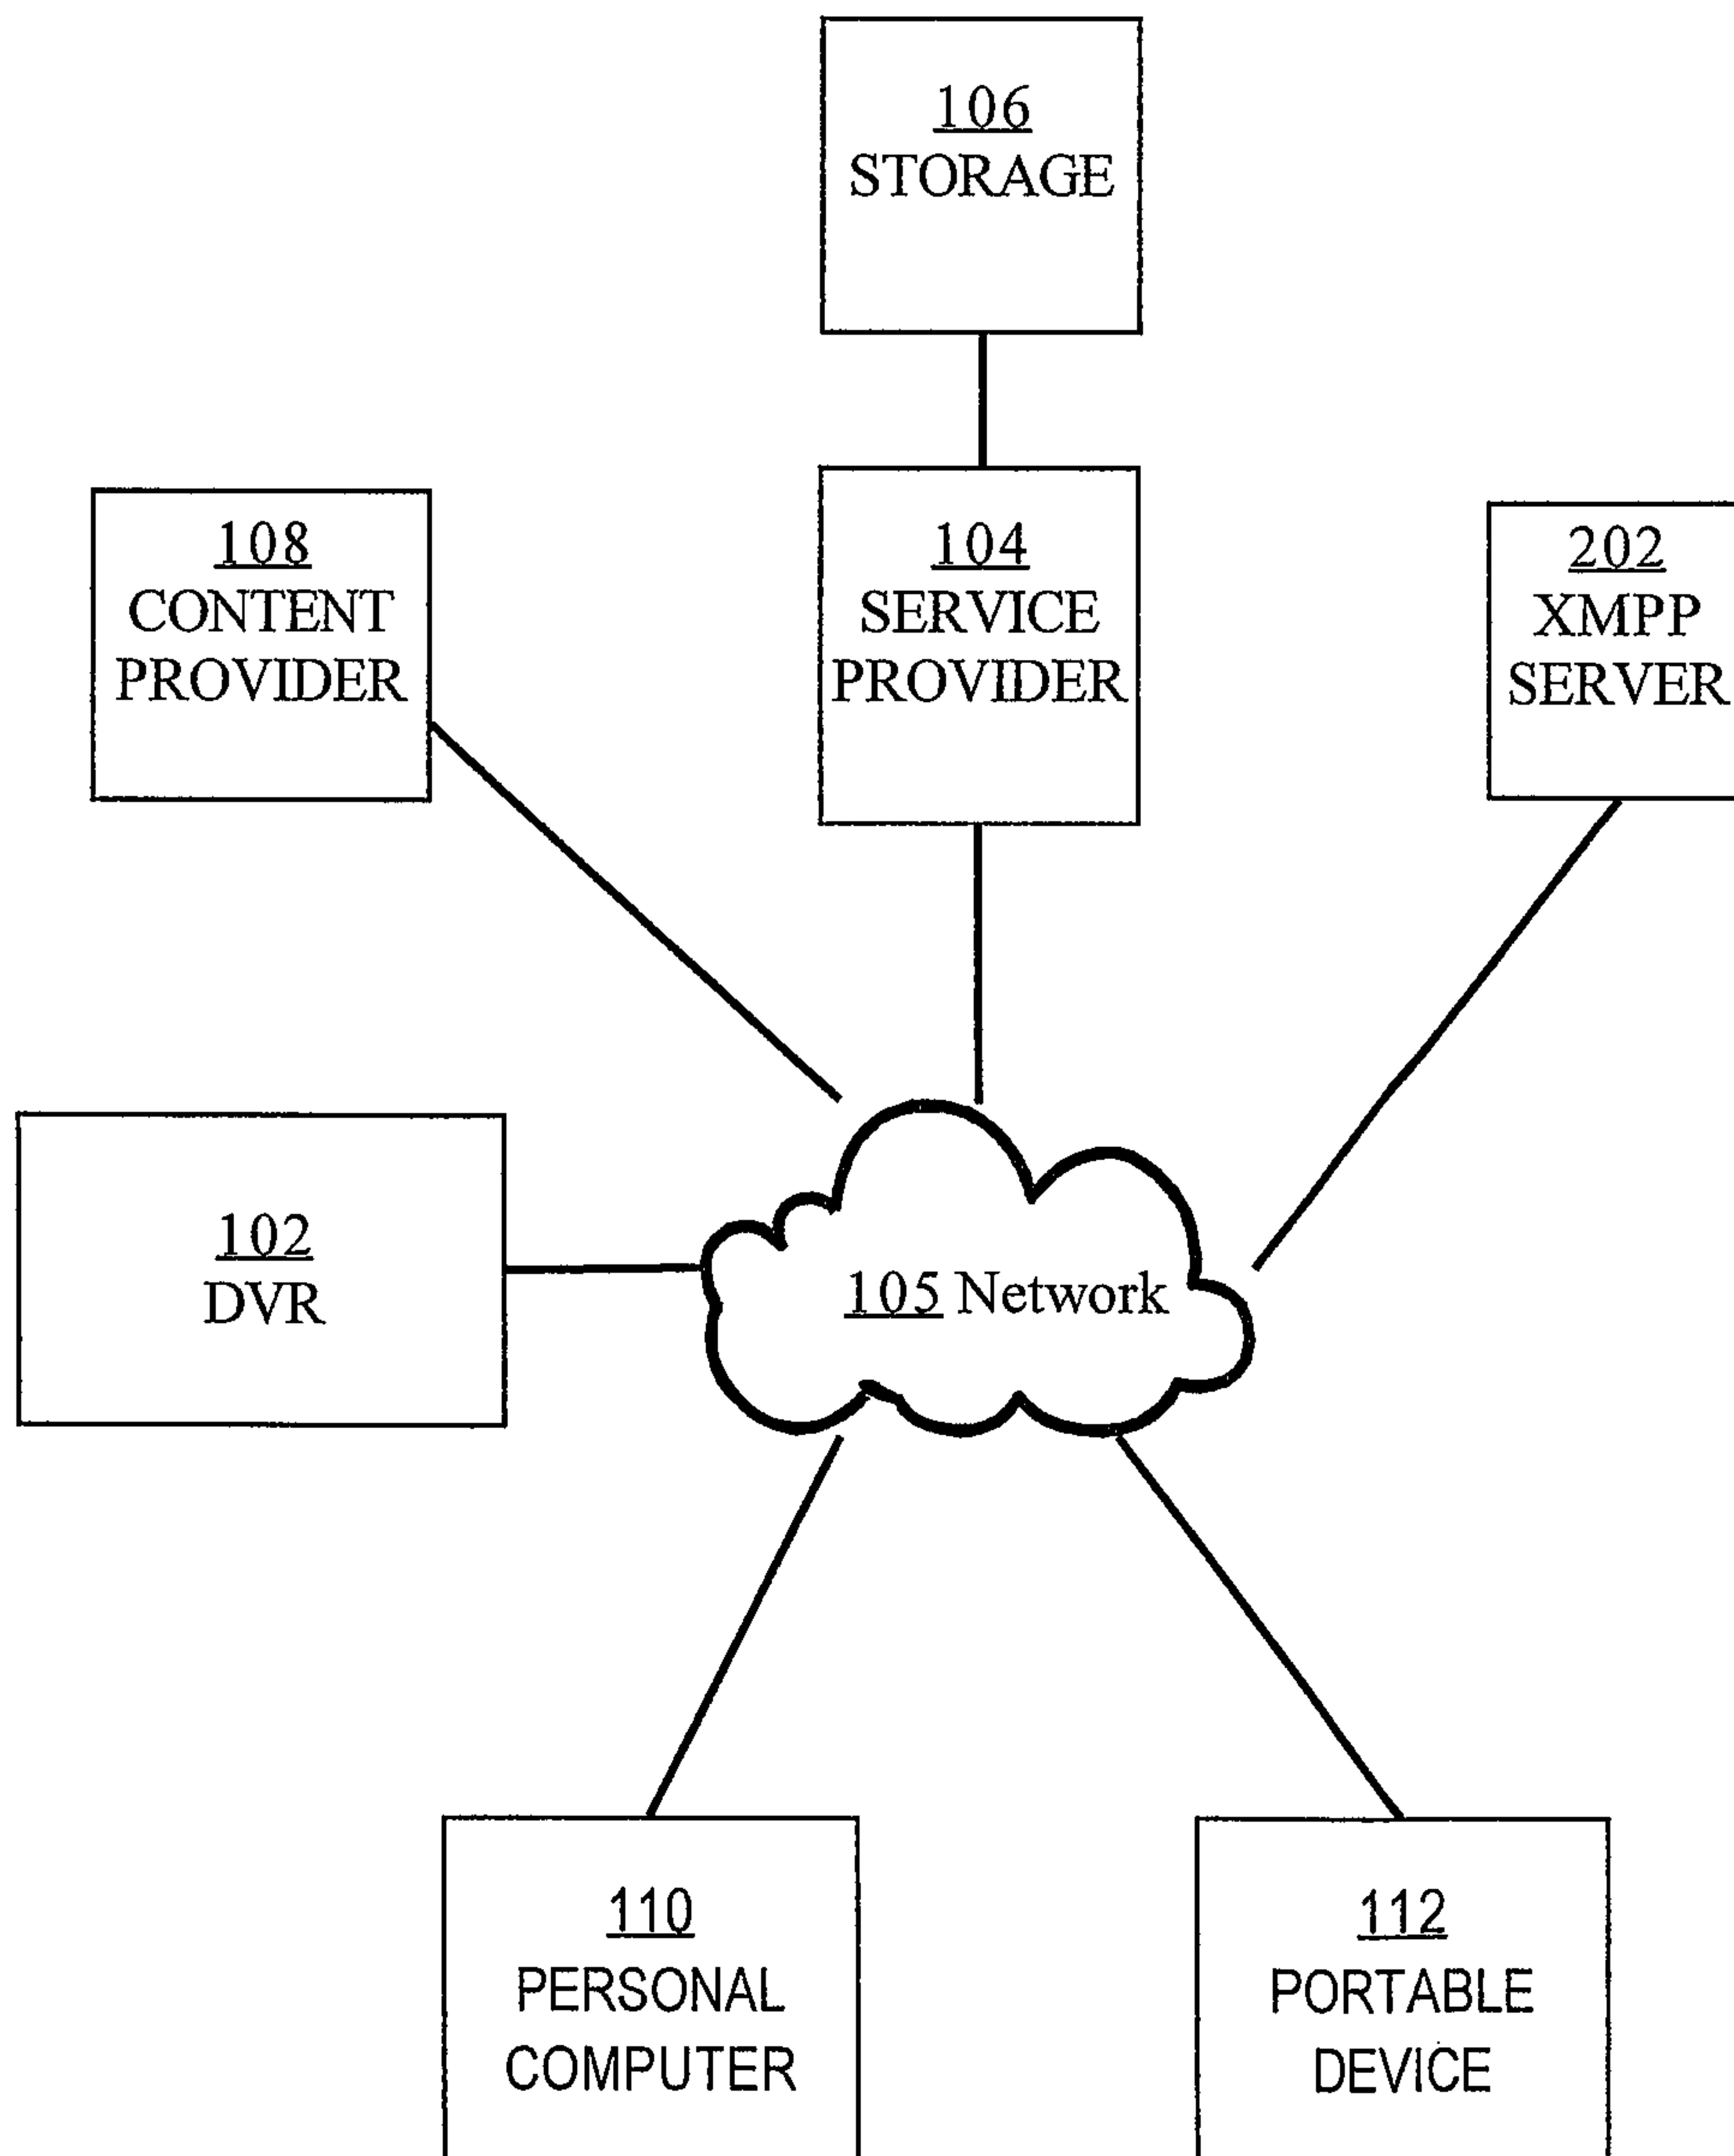 106
STORAGE
108
CONTENT
PROVIDER
104
SERVICE
PROVIDER
202
XMPP
SERVER
102
DVR
105 Network
110
PERSONAL
COMPUTER
112
PORTABLE
DEVICE